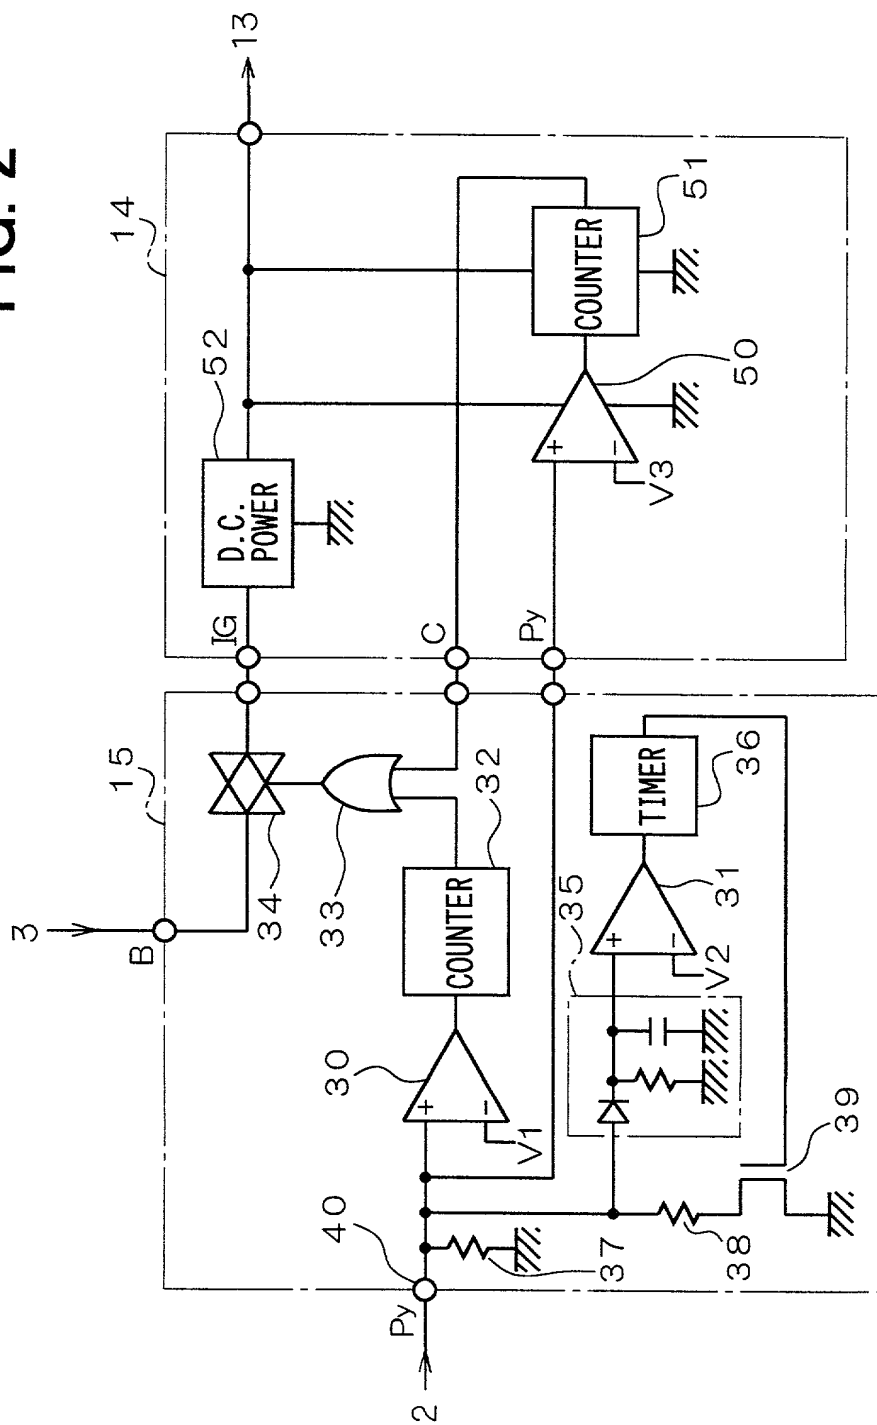 FIG. 2
3
15
14
B
IG
52
13
D.C.
POWER
34
33
30
40
Py
2
C
+
COUNTER
32
−
V1
Py
+
COUNTER
35
37
+
−
TIMER
V3
−
51
V2
31
38
50
36
39